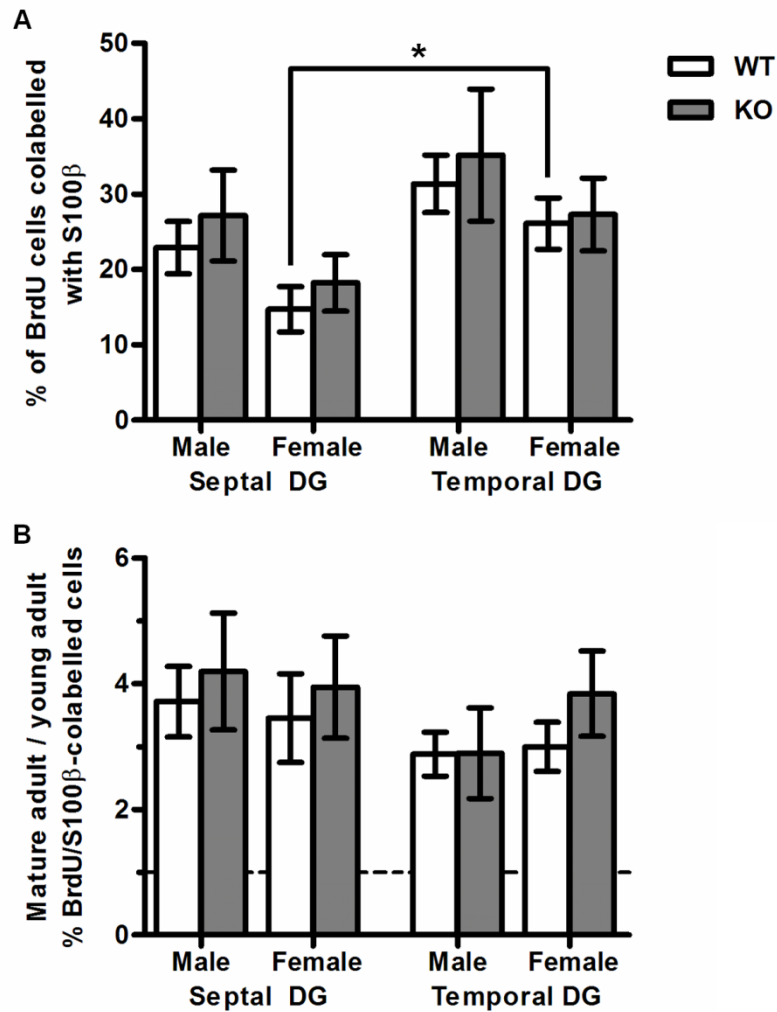 A
% of BrdU cells colabelled
with S100β
50
40
30
20
10
0
*
WT
KO
Male Female Male Female
Septal DG Temporal DG
B
Mature adult / young adult
% BrdU/S100β-colabelled cells
6
4
2
0
Male Female Male Female
Septal DG Temporal DG